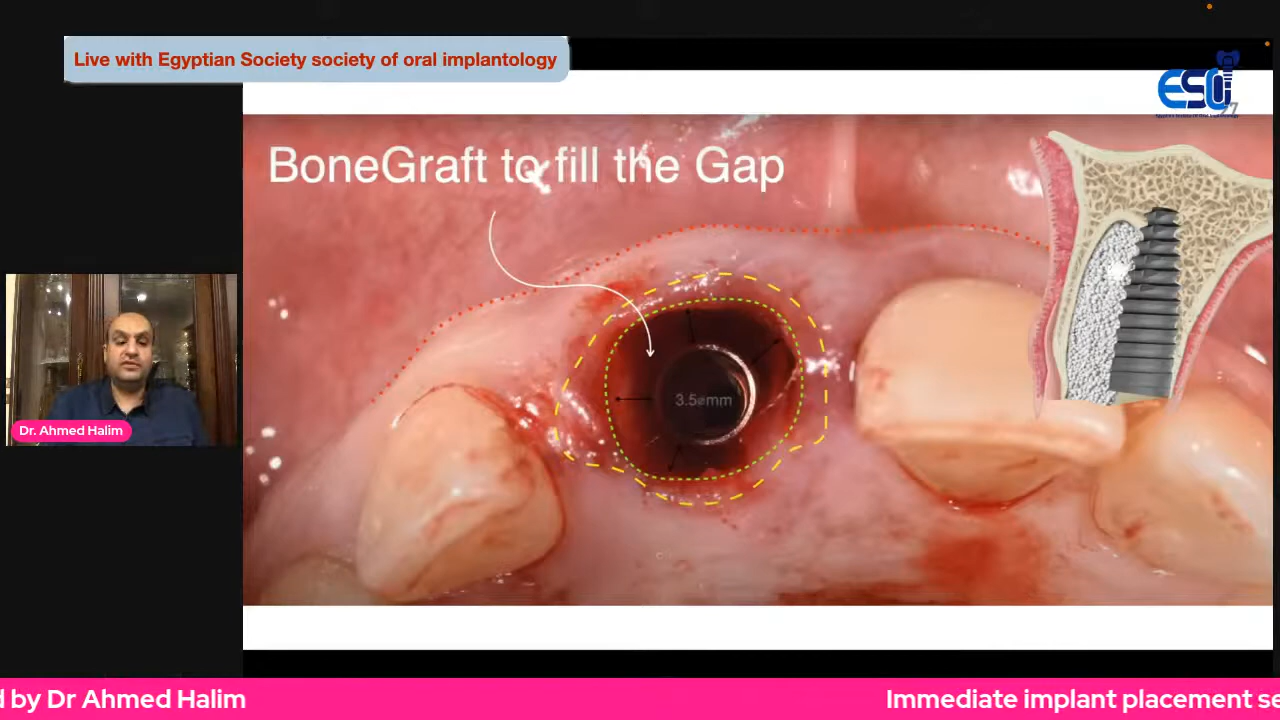 Live with Egyptian Society society of oral implantology
ESOI
BoneGraft to fill the Gap
3.5ømm
Dr. Ahmed Halim
d by Dr Ahmed Halim
Immediate implant placement se